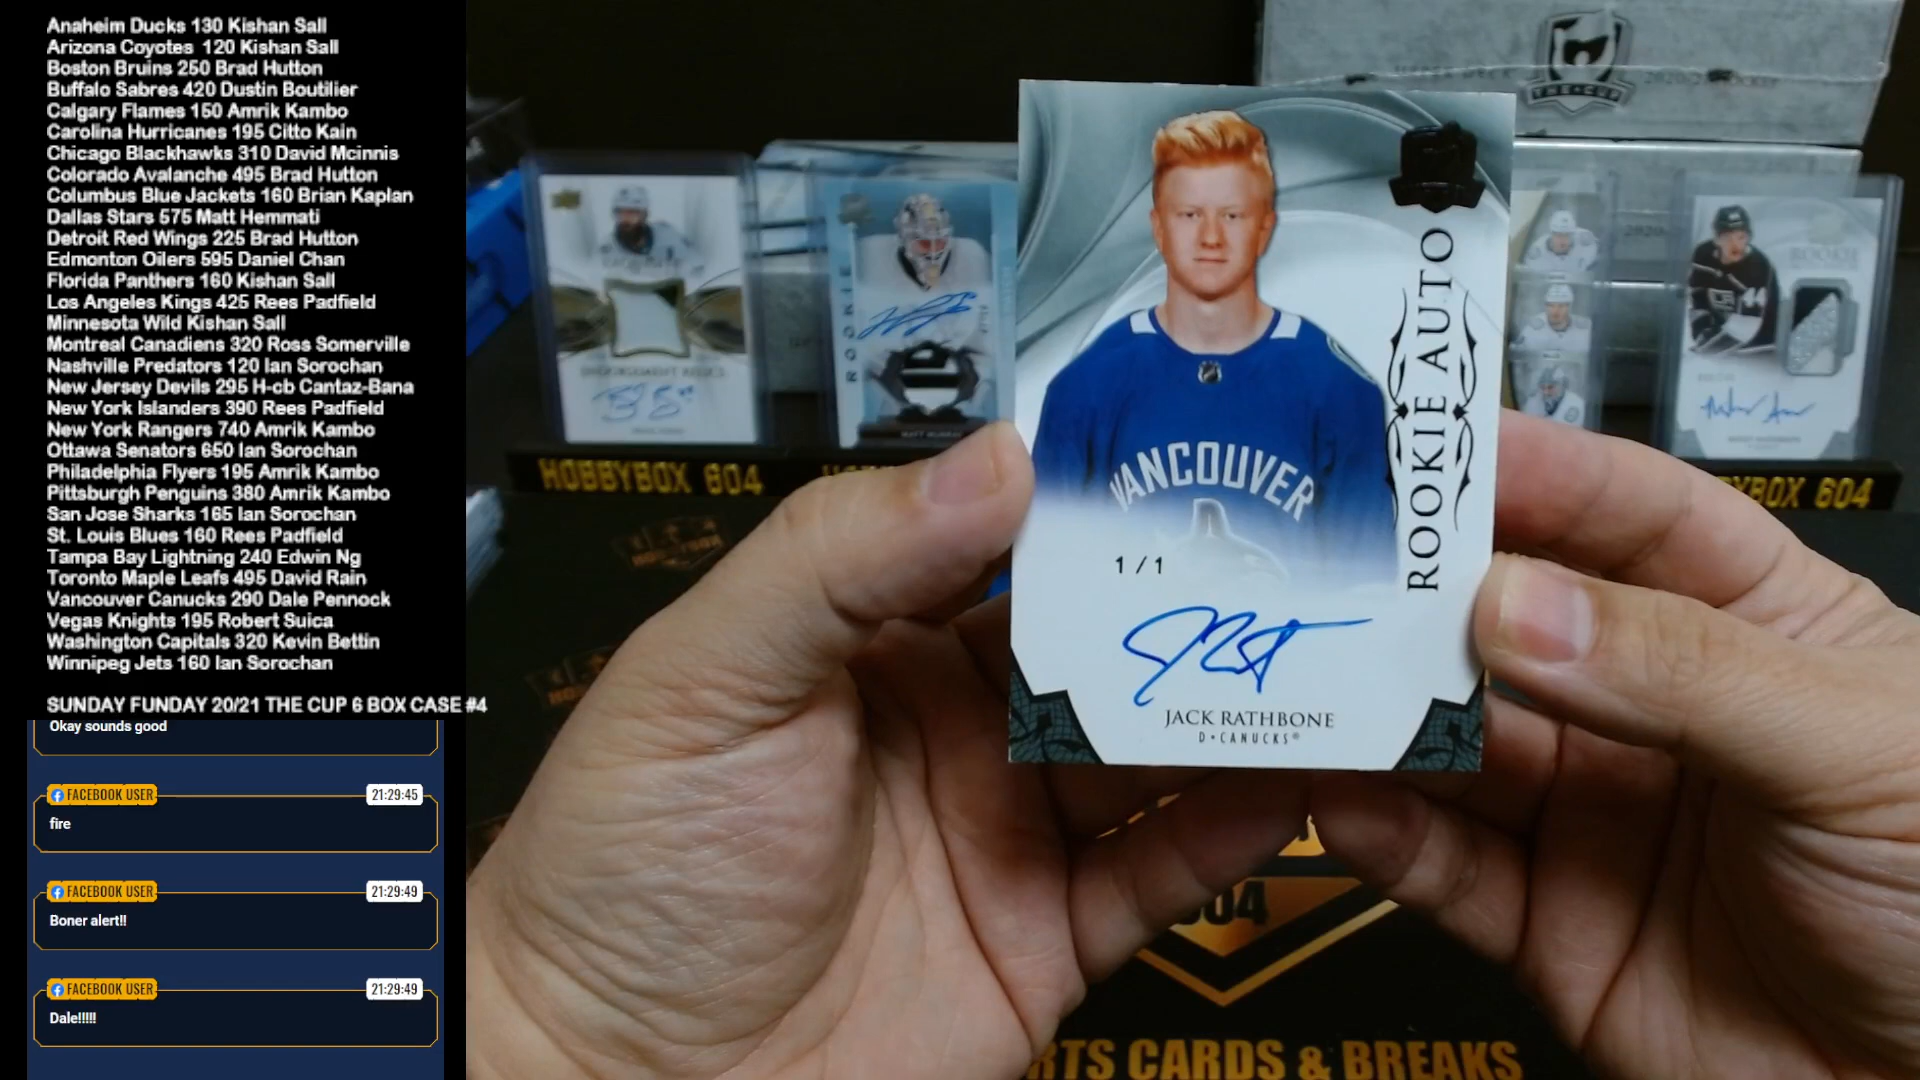 Anaheim Ducks 130 Kishan Sall
Arizona Coyotes 120 Kishan Sall
Boston Bruins 250 Brad Hutton
Buffalo Sabres 420 Dustin Boutilier
Calgary Flames 150 Amrik Kambo
Carolina Hurricanes 195 Citto Kain
Chicago Blackhawks 310 David Mcinnis
Colorado Avalanche 495 Brad Hutton
Columbus Blue Jackets 160 Brian Kaplan
Dallas Stars 575 Matt Hemmati
Detroit Red Wings 225 Brad Hutton
Edmonton Oilers 595 Daniel Chan
Florida Panthers 160 Kishan Sall
Los Angeles Kings 425 Rees Padfield
Minnesota Wild Kishan Sall
Montreal Canadiens 320 Ross Somerville
Nashville Predators 120 Ian Sorochan
New Jersey Devils 295 H-cb Cantaz-Bana
New York Islanders 390 Rees Padfield
New York Rangers 740 Amrik Kambo
Ottawa Senators 650 Ian Sorochan
Philadelphia Flyers 195 Amrik Kambo
Pittsburgh Penguins 380 Amrik Kambo
San Jose Sharks 165 Ian Sorochan
St. Louis Blues 160 Rees Padfield
Tampa Bay Lightning 240 Edwin Ng
Toronto Maple Leafs 495 David Rain
Vancouver Canucks 290 Dale Pennock
Vegas Knights 195 Robert Suica
Washington Capitals 320 Kevin Bettin
Winnipeg Jets 160 Ian Sorochan
SUNDAY FUNDAY 20/21 THE CUP 6 BOX CASE #4
Okay sounds good
FACEBOOK USER 21:29:45
fire
FACEBOOK USER 21:29:49
Boner alert!!
FACEBOOK USER 21:29:49
Dale!!!!!
THE CUP
ROOKIE
HOBBYBOX 604
VANCOUVER
ROOKIE AUTO
1/1
JACK RATHBONE
D • CANUCKS®
44
YBOX 604
604
RTS CARDS & BREAKS